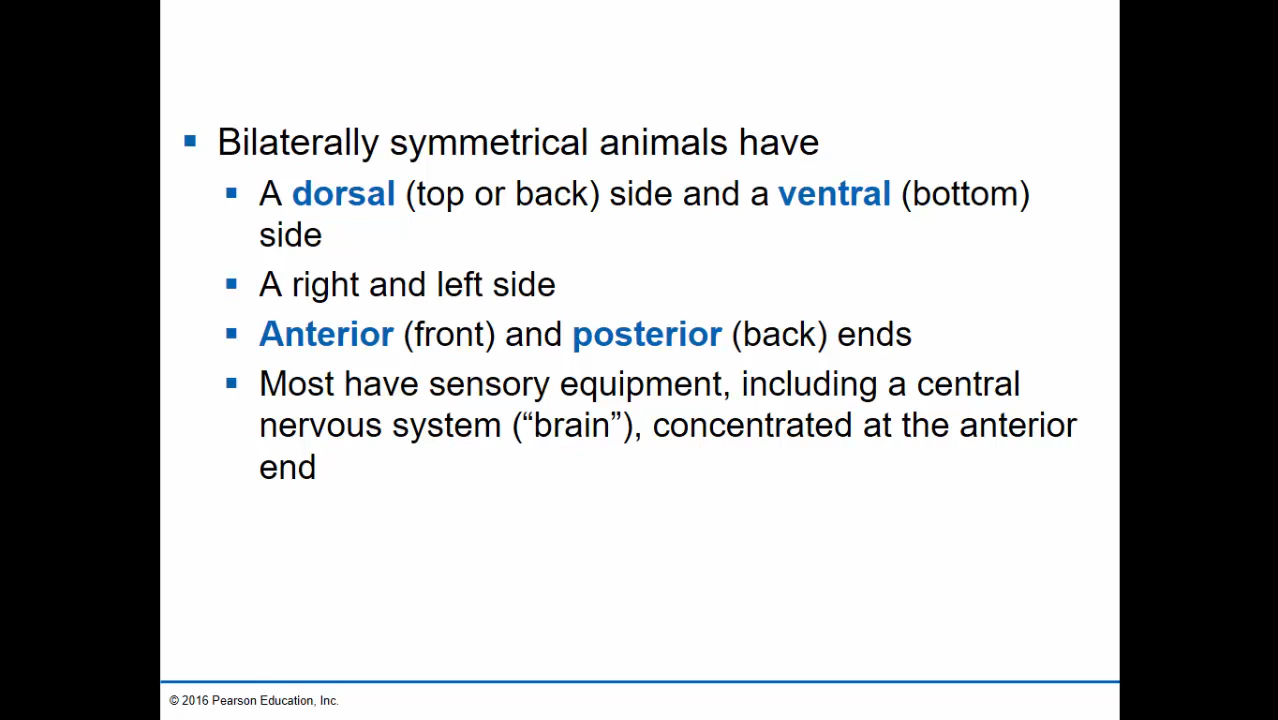 ▪ Bilaterally symmetrical animals have
▪ A dorsal (top or back) side and a ventral (bottom)
side
▪ A right and left side
▪ Anterior (front) and posterior (back) ends
▪ Most have sensory equipment, including a central
nervous system (“brain”), concentrated at the anterior
end
© 2016 Pearson Education, Inc.